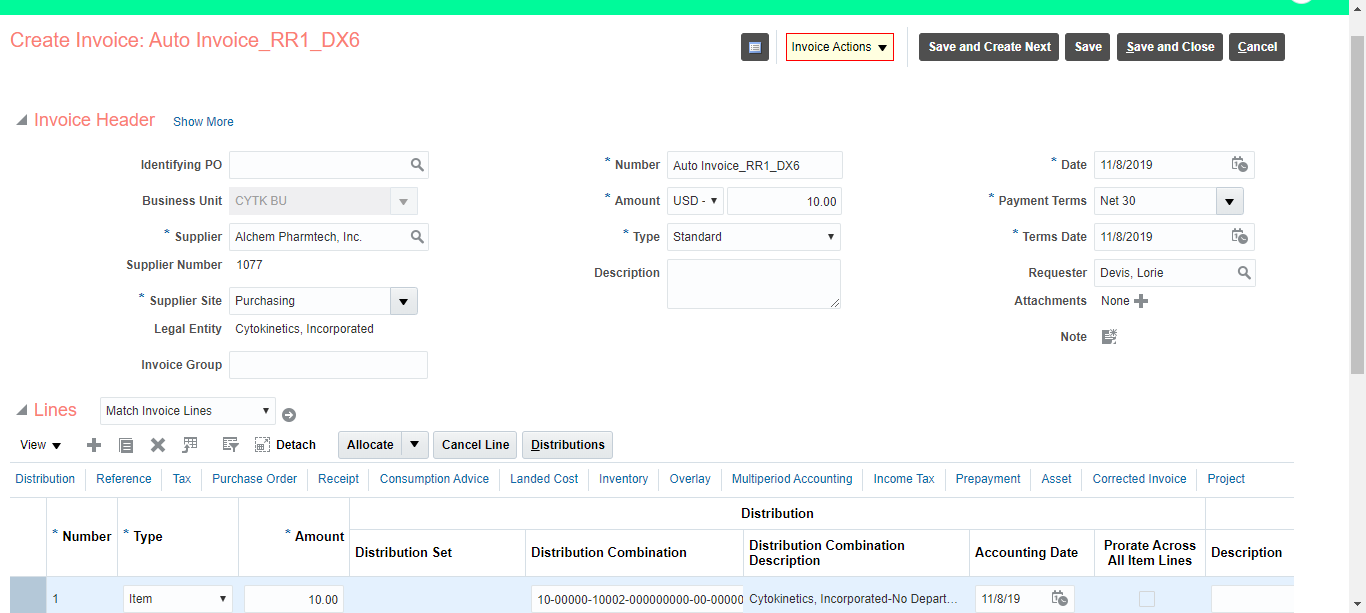 Create Invoice: Auto Invoice_RR1_DX6
Invoice Actions
Save and Create Next
Save
Save and Close
Cancel
Invoice Header
Show More
Identifying PO
Business Unit CYTK BU
* Supplier Alchem Pharmtech, Inc.
Supplier Number 1077
* Supplier Site Purchasing
Legal Entity Cytokinetics, Incorporated
Invoice Group
* Number Auto Invoice_RR1_DX6
* Amount USD - 10.00
* Type Standard
Description
* Date 11/8/2019
* Payment Terms Net 30
* Terms Date 11/8/2019
Requester Devis, Lorie
Attachments None
Note
Lines Match Invoice Lines
View Detach Allocate Cancel Line Distributions
Distribution Reference Tax Purchase Order Receipt Consumption Advice Landed Cost Inventory Overlay Multiperiod Accounting Income Tax Prepayment Asset Corrected Invoice Project
Distribution
* Number
* Type
* Amount
Distribution Set
Distribution Combination
Distribution Combination
Description
Accounting Date
Prorate Across
All Item Lines
Description
1 Item 10.00 10-00000-10002-000000000-00-00000 Cytokinetics, Incorporated-No Depart... 11/8/19